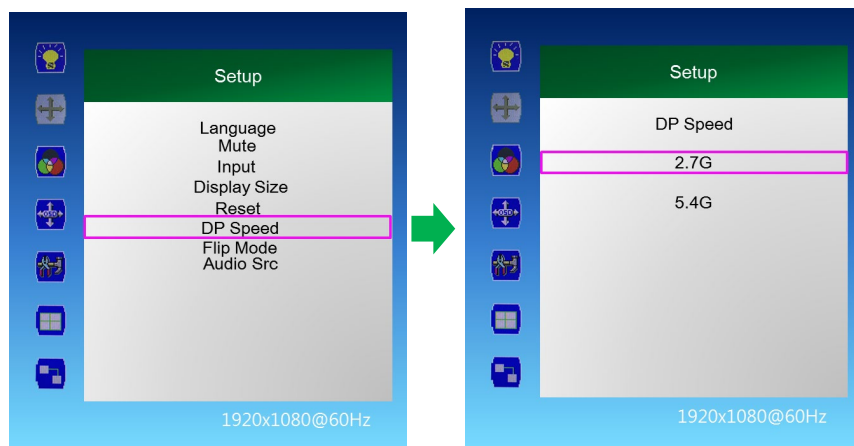 Setup
Language
Mute
Input
Display Size
Reset
DP Speed
Flip Mode
Audio Src
1920x1080@60Hz
Setup
DP Speed
2.7G
5.4G
1920x1080@60Hz